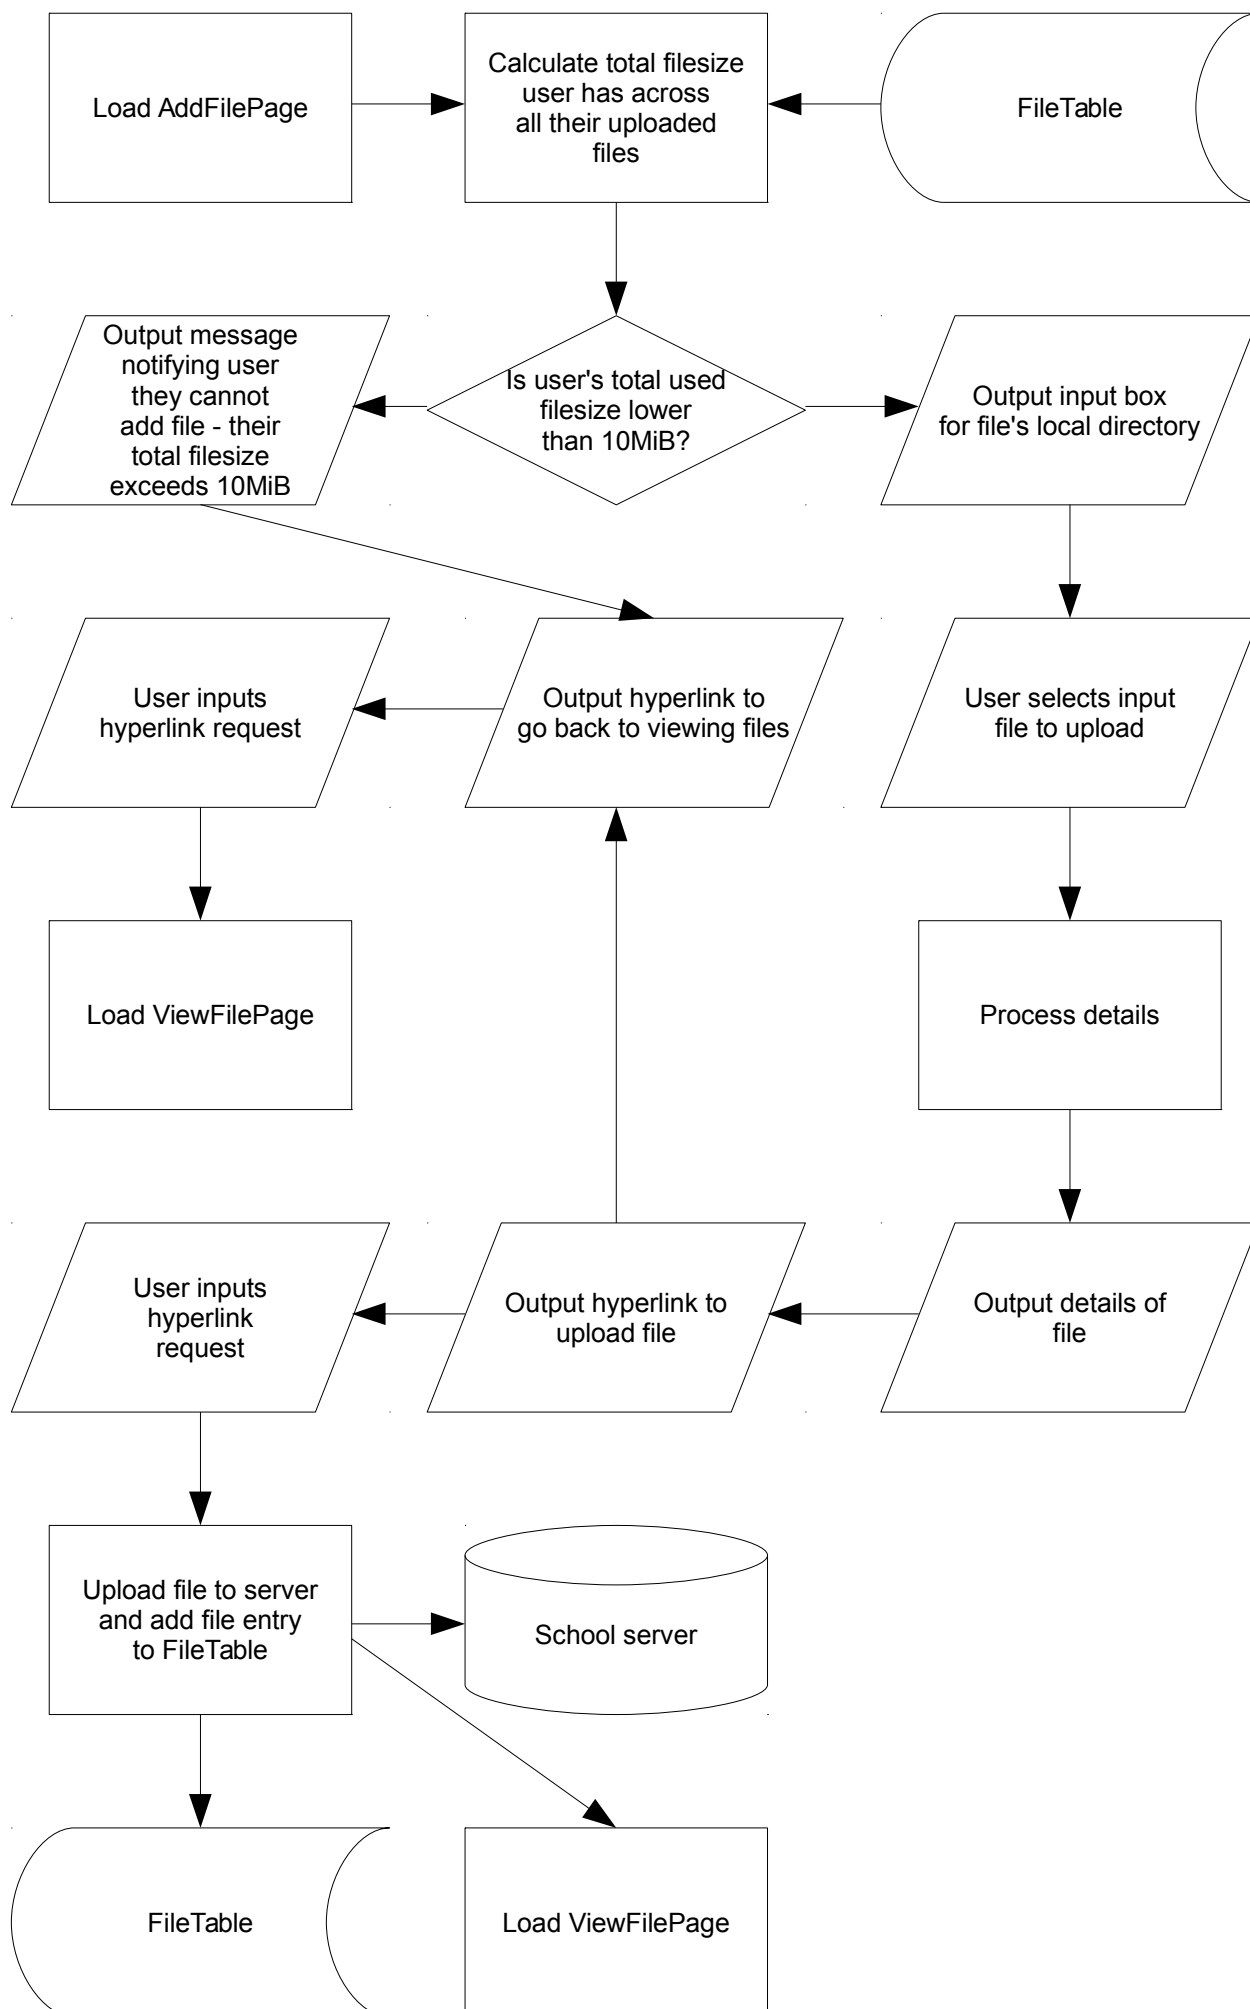 Load AddFilePage
Calculate total filesize
user has across
all their uploaded
files
FileTable
Output message
notifying user
they cannot
add file - their
total filesize
exceeds 10MiB
Is user's total used
filesize lower
than 10MiB?
Output input box
for file's local directory
User inputs
hyperlink request
Output hyperlink to
go back to viewing files
User selects input
file to upload
Load ViewFilePage
Process details
User inputs
hyperlink
request
Output hyperlink to
upload file
Output details of
file
Upload file to server
and add file entry
to FileTable
School server
FileTable
Load ViewFilePage